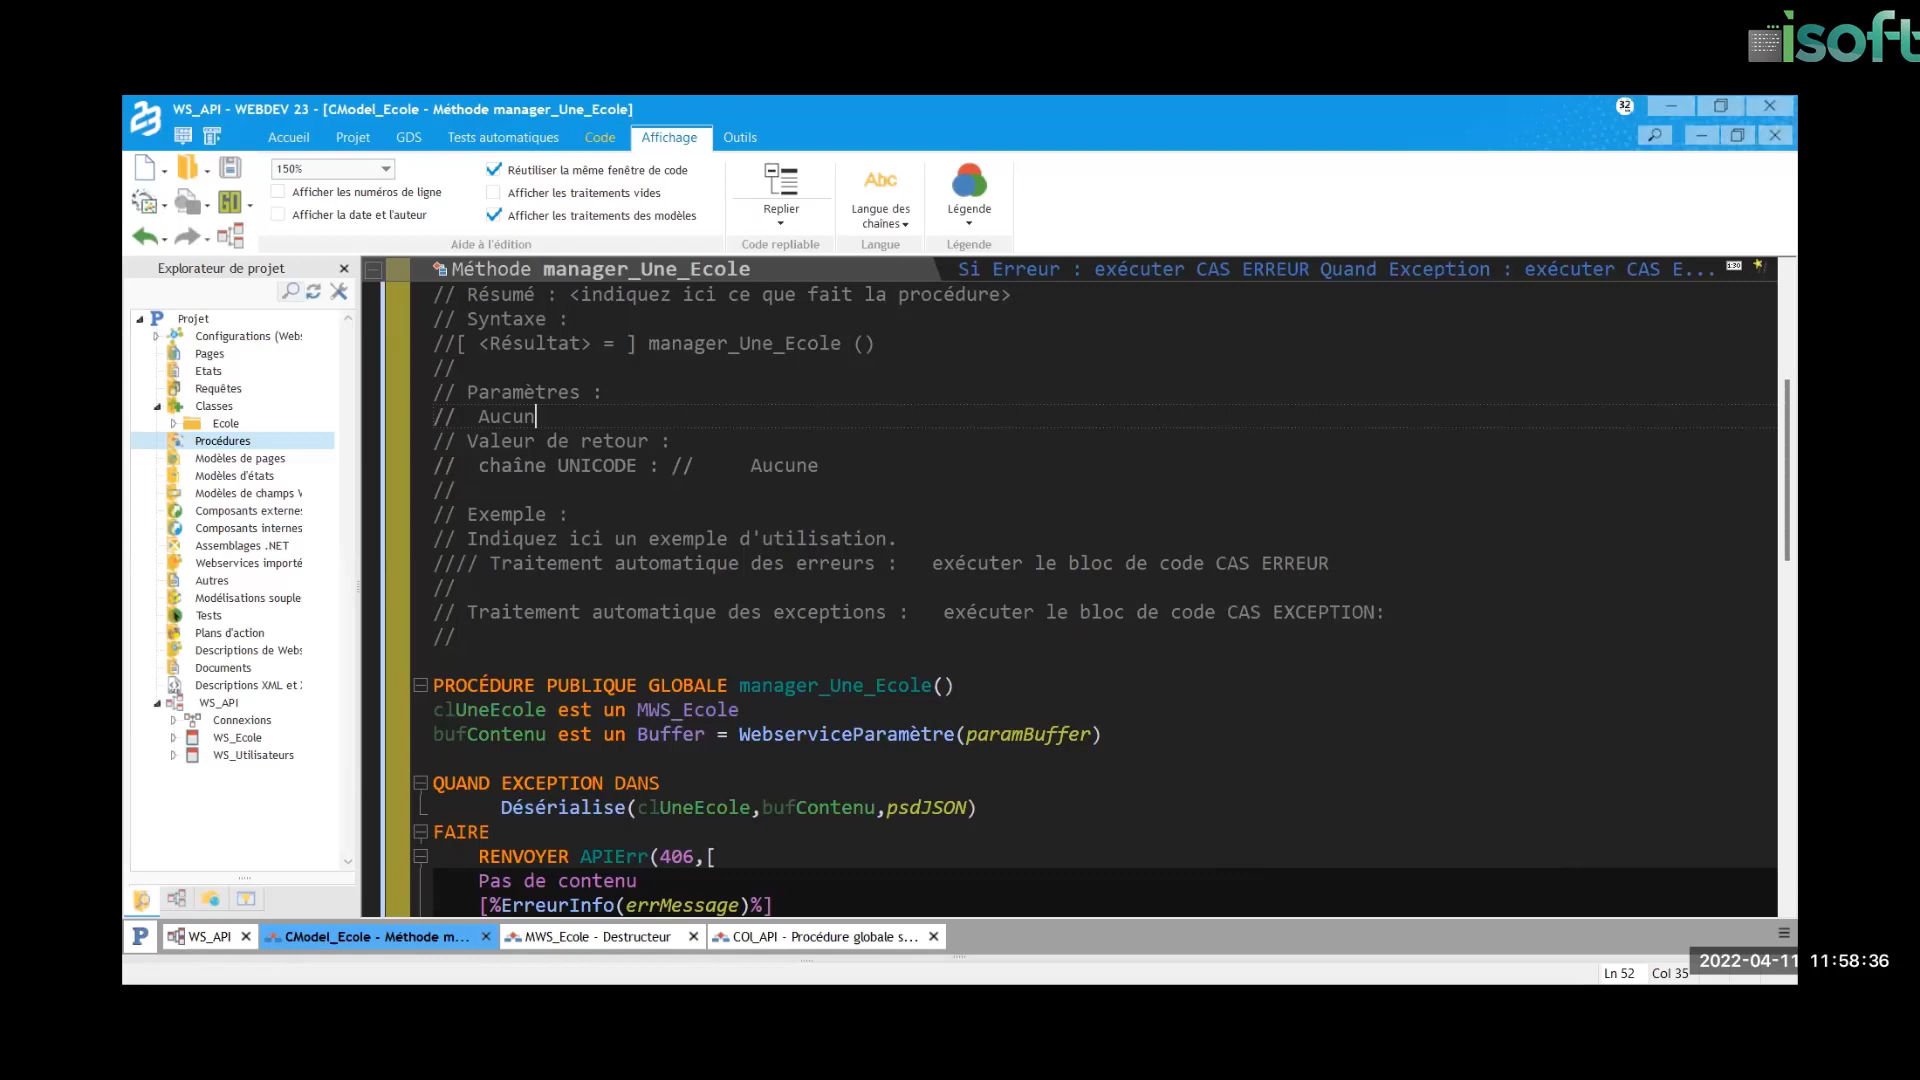 isoft
WS_API - WEBDEV 23 - [CModel_Ecole - Méthode manager_Une_Ecole]
32
Accueil Projet GDS Tests automatiques Code Affichage Outils
150%
Afficher les numéros de ligne
Afficher la date et l'auteur
Réutiliser la même fenêtre de code
Afficher les traitements vides
Afficher les traitements des modèles
Aide à l'édition
Replier
Code repliable
Abc
Langue des
chaînes
Langue
Légende
Légende
GO
Explorateur de projet
Projet
Configurations (Webs
Pages
Etats
Requêtes
Classes
Ecole
Procédures
Modèles de pages
Modèles d'états
Modèles de champs W
Composants externes
Composants internes
Assemblages .NET
Webservices importé
Autres
Modélisations souple
Tests
Plans d'action
Descriptions de Webs
Documents
Descriptions XML et
WS_API
Connexions
WS_Ecole
WS_Utilisateurs
Méthode manager_Une_Ecole
Si Erreur : exécuter CAS ERREUR Quand Exception : exécuter CAS E...
// Résumé : <indiquez ici ce que fait la procédure>
// Syntaxe :
//[ <Résultat> = ] manager_Une_Ecole ()
//
// Paramètres :
// Aucun
// Valeur de retour :
// chaîne UNICODE : // Aucune
//
// Exemple :
// Indiquez ici un exemple d'utilisation.
//// Traitement automatique des erreurs : exécuter le bloc de code CAS ERREUR
//
// Traitement automatique des exceptions : exécuter le bloc de code CAS EXCEPTION:
//
PROCÉDURE PUBLIQUE GLOBALE manager_Une_Ecole()
clUneEcole est un MWS_Ecole
bufContenu est un Buffer = WebserviceParamètre(paramBuffer)
QUAND EXCEPTION DANS
Désérialise(clUneEcole,bufContenu,psdJSON)
FAIRE
RENVOYER APIErr(406,[
Pas de contenu
[%ErreurInfo(errMessage)%]
WS_API CModel_Ecole - Méthode m... MWS_Ecole - Destructeur COL_API - Procédure globale s...
2022-04-11 11:58:36
Ln 52 Col 35